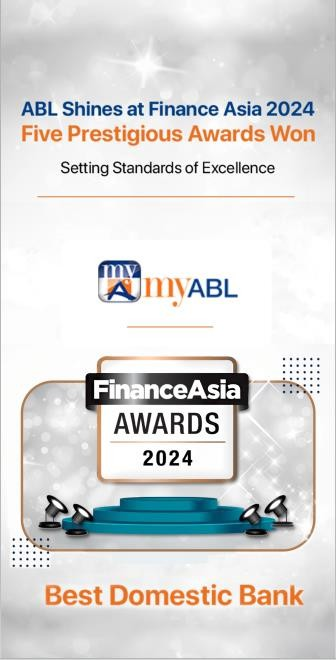 ABL Shines at Finance Asia 2024
Five Prestigious Awards Won
Setting Standards of Excellence
my
myABL
FinanceAsia
AWARDS
2024
Best Domestic Bank